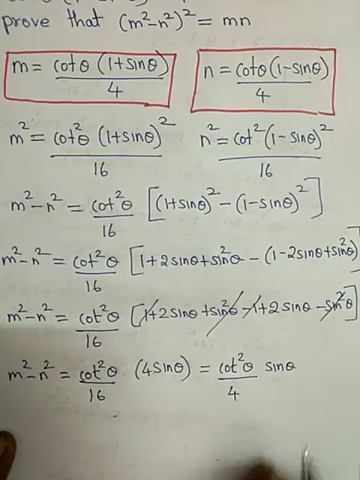 prove that (m²-n²)² = mn
m = cotθ (1+sinθ) / 4 n = cotθ (1-sinθ) / 4
m² = cot²θ (1+sinθ)² / 16 n² = cot² (1-sinθ)² / 16
m²-n² = cot²θ / 16 [(1+sinθ)² - (1-sinθ)²]
m²-n² = cot²θ / 16 [1+2sinθ+sin²θ - (1-2sinθ+sin²θ)
m²-n² = cot²θ / 16 [1+2sinθ+sin²θ -1+2sinθ -sin²θ]
m²-n² = cot²θ / 16 (4sinθ) = cot²θ / 4 sinθ